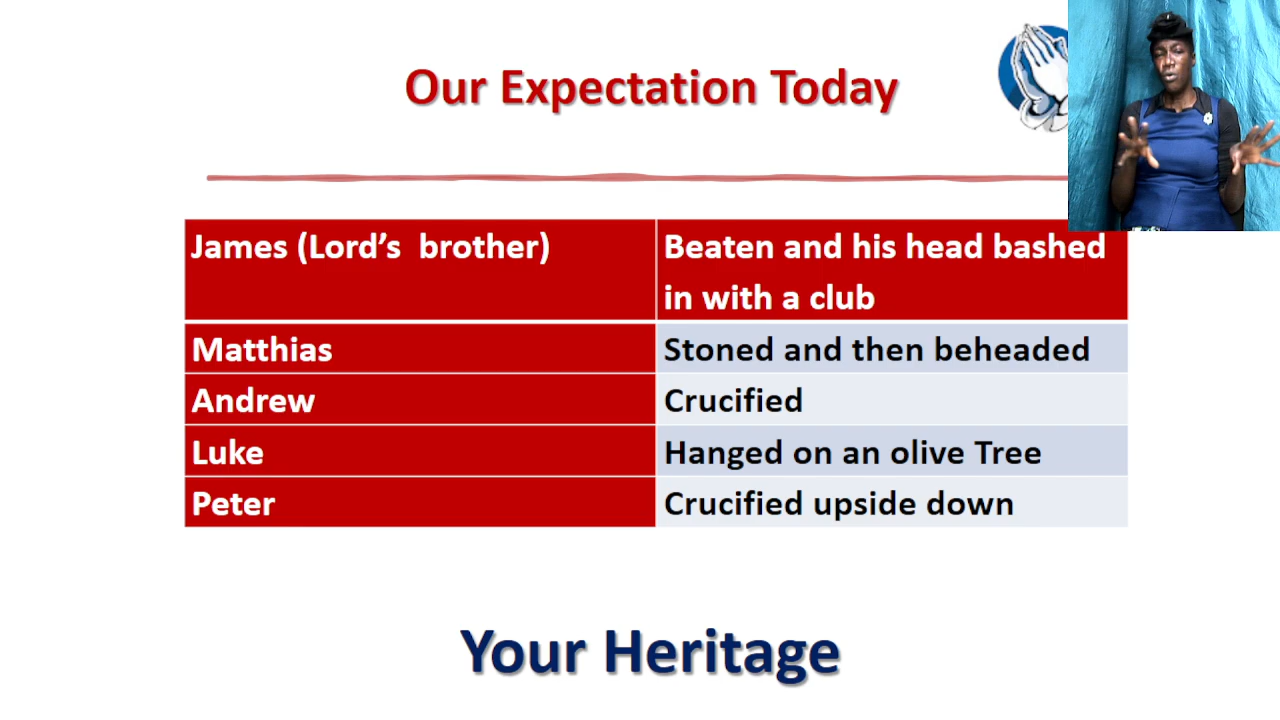 Our Expectation Today
James (Lord's brother) Beaten and his head bashed
in with a club
Matthias Stoned and then beheaded
Andrew Crucified
Luke Hanged on an olive Tree
Peter Crucified upside down
Your Heritage